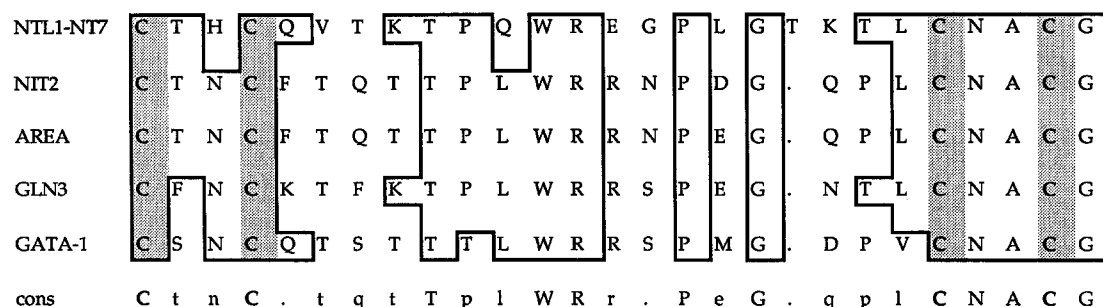 NTL1-NT7 C T H C Q V T K T P Q W R E G P L G T K T L C N A C G
NIT2 C T N C F T Q T T P L W R R N P D G . Q P L C N A C G
AREA C T N C F T Q T T P L W R R N P E G . Q P L C N A C G
GLN3 C F N C K T F K T P L W R R S P E G . N T L C N A C G
GATA-1 C S N C Q T S T T T L W R R S P M G . D P V C N A C G
cons C t n C . t q t T p l W R r . P e G . q p l C N A C G